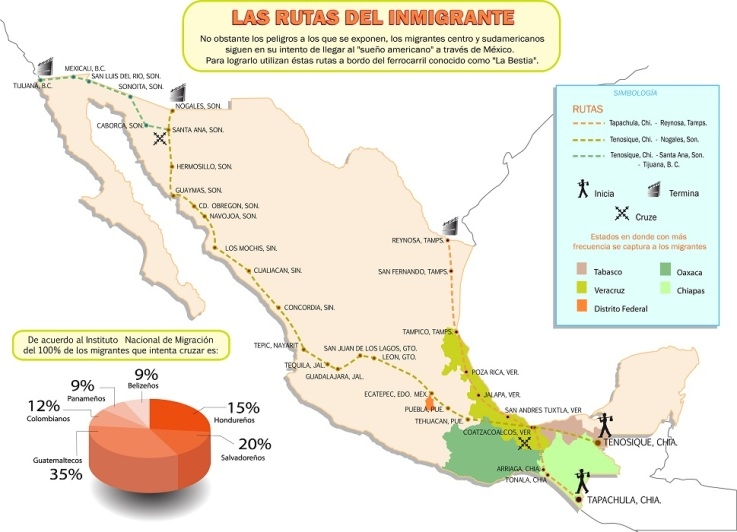 LAS RUTAS DEL INMIGRANTE
No obstante los peligros a los que se exponen, los migrantes centro y sudamericanos
siguen en su intento de llegar al "sueño americano" a través de México.
Para lograrlo utilizan éstas rutas a bordo del ferrocarril conocido como "La Bestia".
MEXICALI, B.C.
SAN LUIS DEL RIO, SON.
TIJUANA, B.C.
SONOITA, SON.
NOGALES, SON.
CABORCA, SON.
SANTA ANA, SON.
HERMOSILLO, SON.
GUAYMAS, SON.
CD. OBREGON, SON.
NAVOJOA, SON.
LOS MOCHIS, SIN.
CUALIACAN, SIN.
CONCORDIA, SIN.
TEPIC, NAYARIT
TEQUILA, JAL.
GUADALAJARA, JAL.
SAN JUAN DE LOS LAGOS, GTO.
LEON, GTO.
REYNOSA, TAMPS.
SAN FERNANDO, TAMPS.
TAMPICO, TAMPS.
POZA RICA, VER.
ECATEPEC, EDO. MEX.
JALAPA, VER.
PUEBLA, PUE.
TEHUACAN, PUE.
SAN ANDRES TUXTLA, VER
COATZACOALCOS, VER
TENOSIQUE, CHIA.
ARRIAGA, CHIA.
TONALA, CHIA
TAPACHULA, CHIA.
SIMBOLOGÍA
RUTAS
Tapachula, Chi. - Reynosa, Tamps.
Tenosique, Chi. - Nogales, Son.
Tenosique, Chi. - Santa Ana, Son.
- Tijuana, B. C.
Inicia
Termina
Cruze
Estados en donde con más
frecuencia se captura a los migrantes
Tabasco
Oaxaca
Veracruz
Chiapas
Distrito Federal
De acuerdo al Instituto Nacional de Migración
del 100% de los migrantes que intenta cruzar es:
9%
Belizeños
9%
Panameños
12%
Colombianos
15%
Hondureños
20%
Salvadoreños
Guatemaltecos
35%